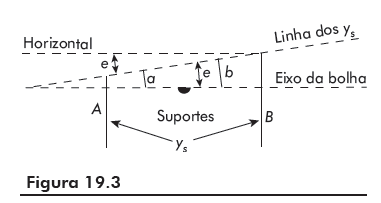 Horizontal
Linha dos ys
e
a
e
b
Eixo da bolha
A
Suportes
B
ys
Figura 19.3